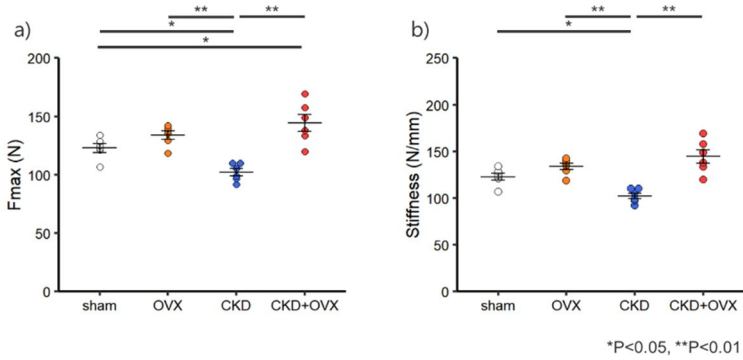 a)
**
**
*
*
Fmax (N)
200
150
100
50
0
sham OVX CKD CKD+OVX
b)
**
**
*
Stiffness (N/mm)
250
200
150
100
50
0
sham OVX CKD CKD+OVX
*P<0.05, **P<0.01